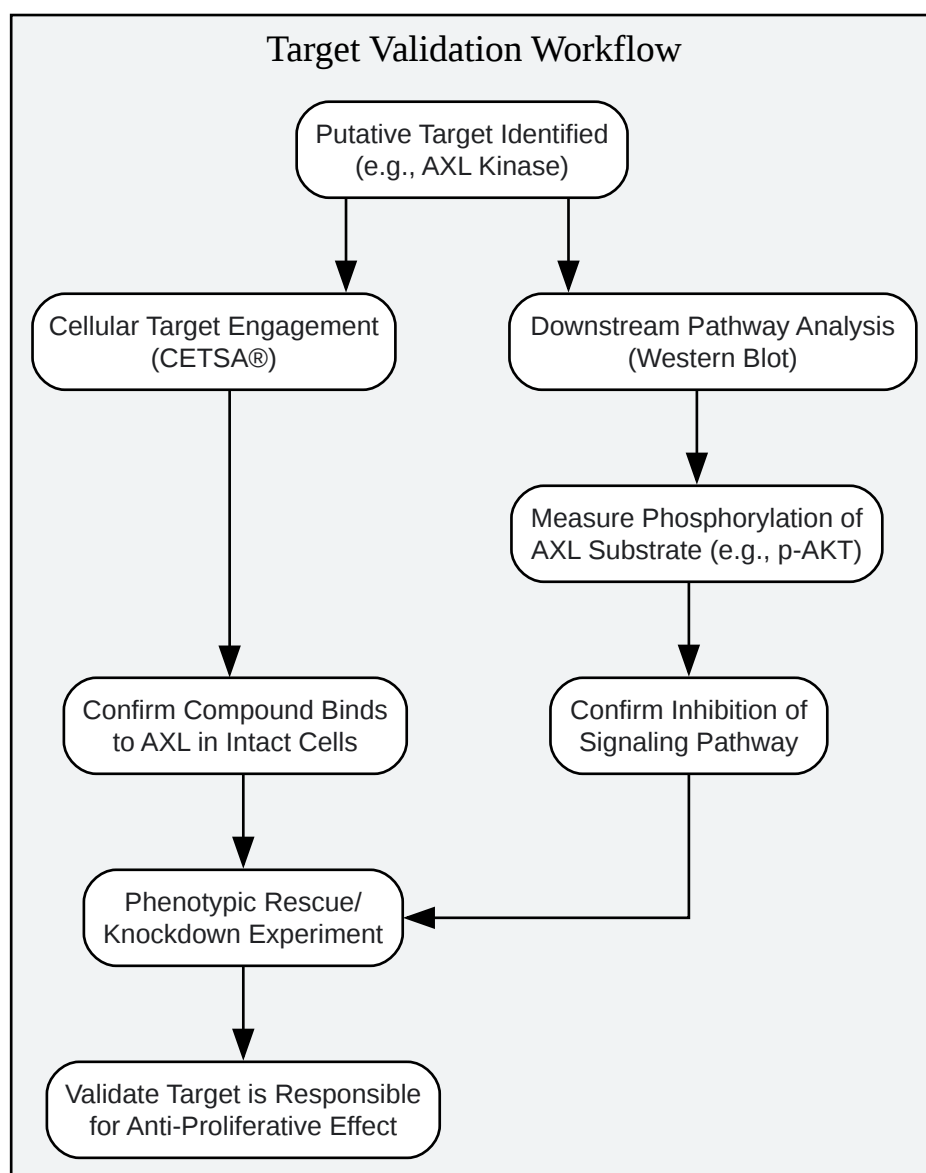 Target Validation Workflow
Putative Target Identified
(e.g., AXL Kinase)
Cellular Target Engagement
(CETSA®)
Downstream Pathway Analysis
(Western Blot)
Measure Phosphorylation of
AXL Substrate (e.g., p-AKT)
Confirm Compound Binds
to AXL in Intact Cells
Confirm Inhibition of
Signaling Pathway
Phenotypic Rescue/
Knockdown Experiment
Validate Target is Responsible
for Anti-Proliferative Effect